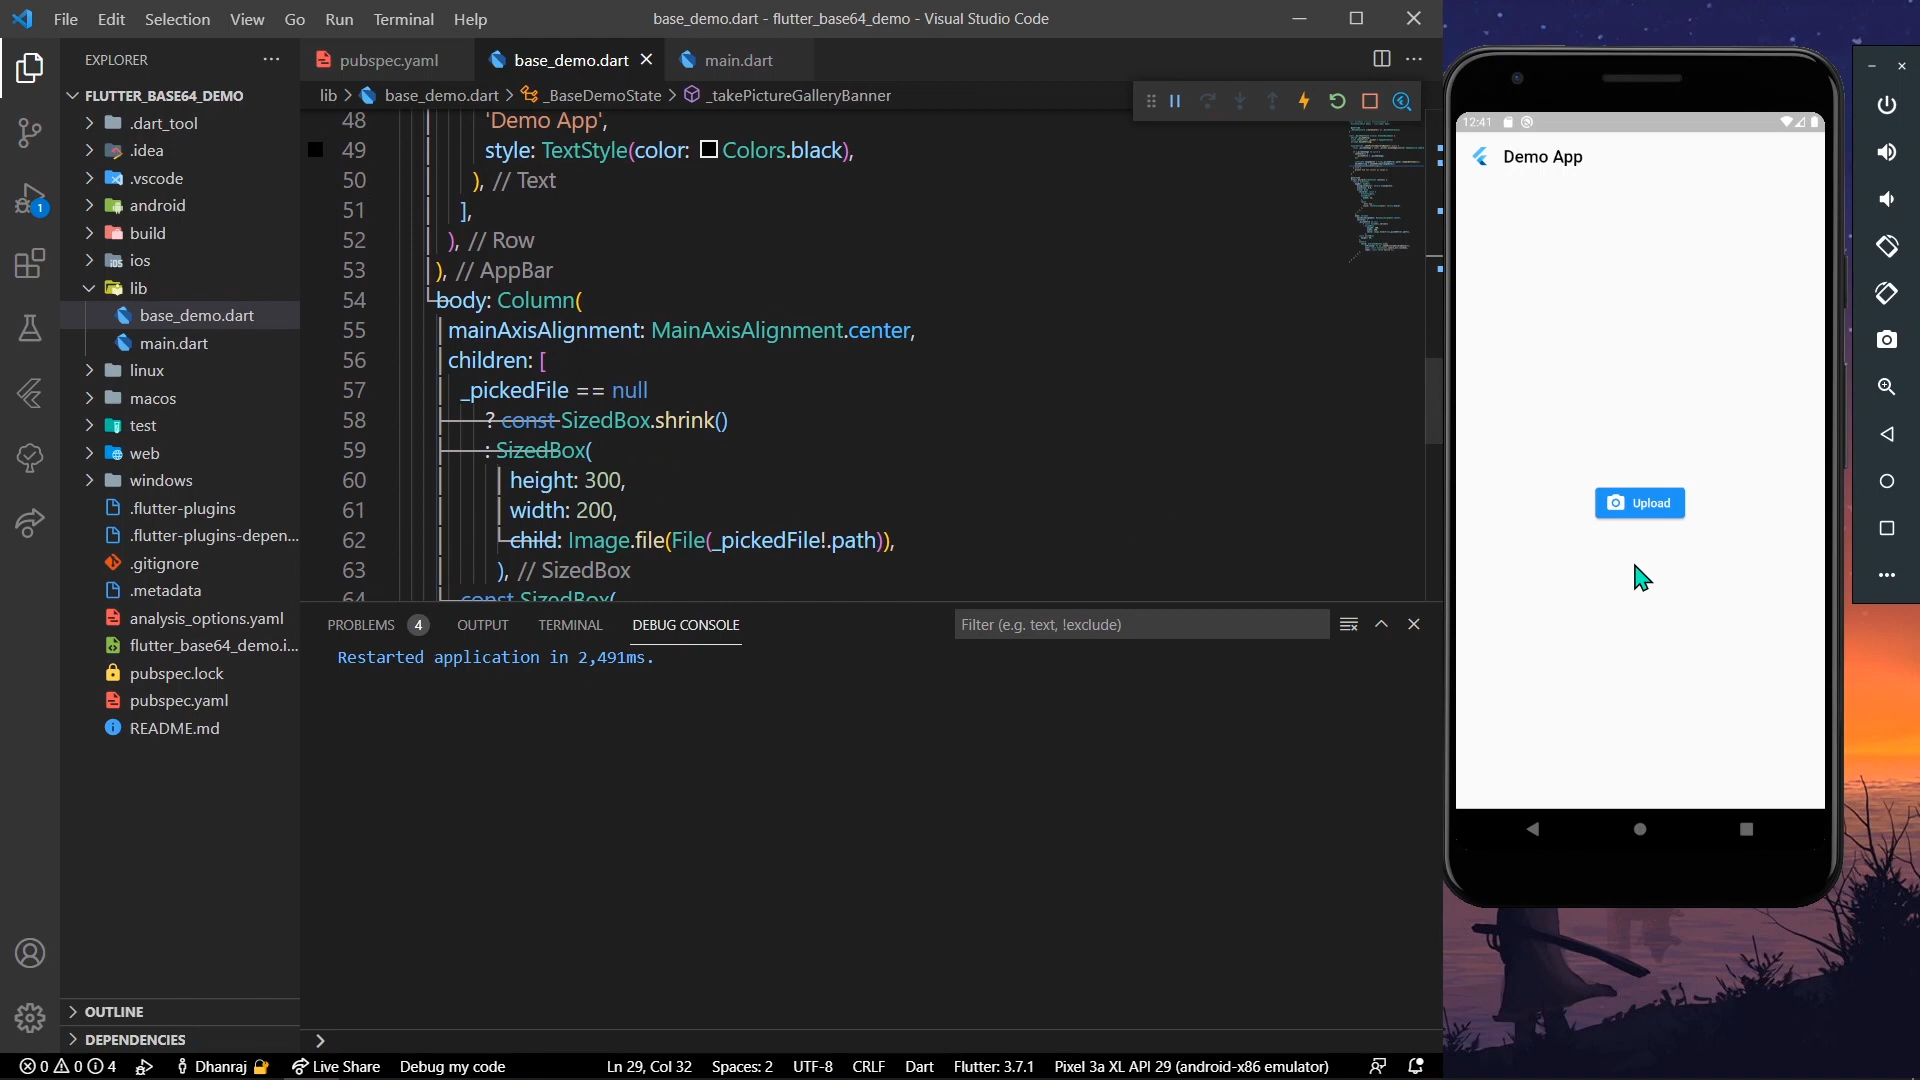 File Edit Selection View Go Run Terminal Help
base_demo.dart - flutter_base64_demo - Visual Studio Code
EXPLORER
FLUTTER_BASE64_DEMO
.dart_tool
.idea
.vscode
android
build
ios
lib
base_demo.dart
main.dart
linux
macos
test
web
windows
.flutter-plugins
.flutter-plugins-depen...
.gitignore
.metadata
analysis_options.yaml
flutter_base64_demo.i...
pubspec.lock
pubspec.yaml
README.md
OUTLINE
DEPENDENCIES
1
pubspec.yaml base_demo.dart main.dart
lib > base_demo.dart > _BaseDemoState > _takePictureGalleryBanner
48 'Demo App',
49 style: TextStyle(color: Colors.black),
50 ), // Text
51 ],
52 ), // Row
53 ), // AppBar
54 body: Column(
55 mainAxisAlignment: MainAxisAlignment.center,
56 children: [
57 _pickedFile == null
58 ? const SizedBox.shrink()
59 : SizedBox(
60 height: 300,
61 width: 200,
62 child: Image.file(File(_pickedFile!.path)),
63 ), // SizedBox
64 const SizedBox(
PROBLEMS 4 OUTPUT TERMINAL DEBUG CONSOLE
Filter (e.g. text, !exclude)
Restarted application in 2,491ms.
0 0 4 Dhanraj Live Share Debug my code
Ln 29, Col 32 Spaces: 2 UTF-8 CRLF Dart Flutter: 3.7.1 Pixel 3a XL API 29 (android-x86 emulator)
12:41
Demo App
Upload